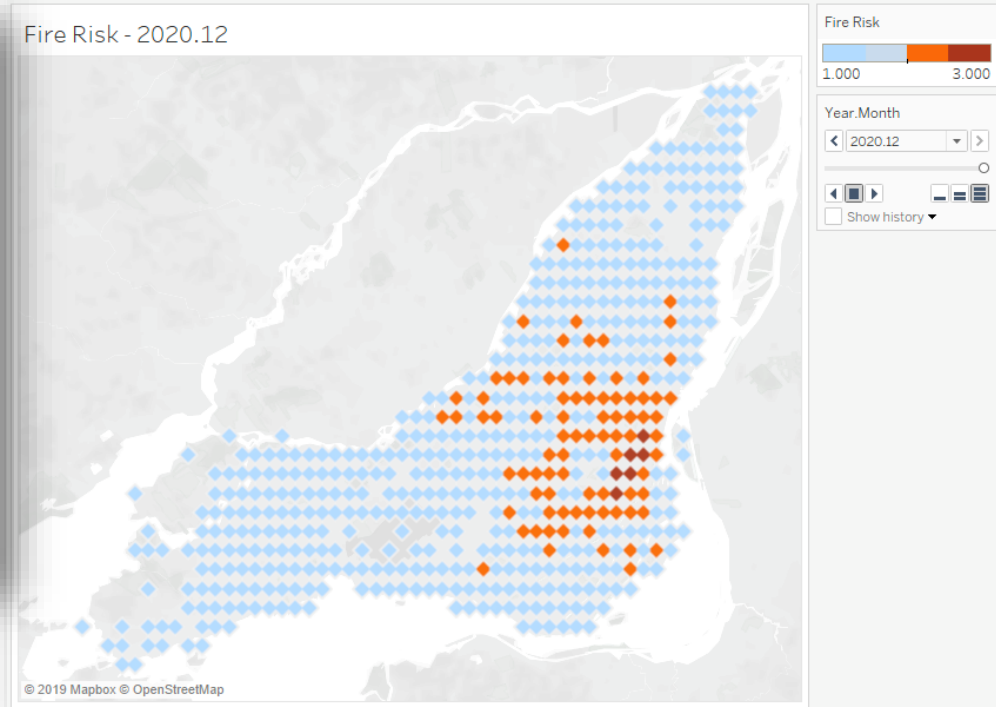 Fire Risk - 2020.12
© 2019 Mapbox © OpenStreetMap
Fire Risk
1.000 3.000
Year.Month
2020.12
Show history